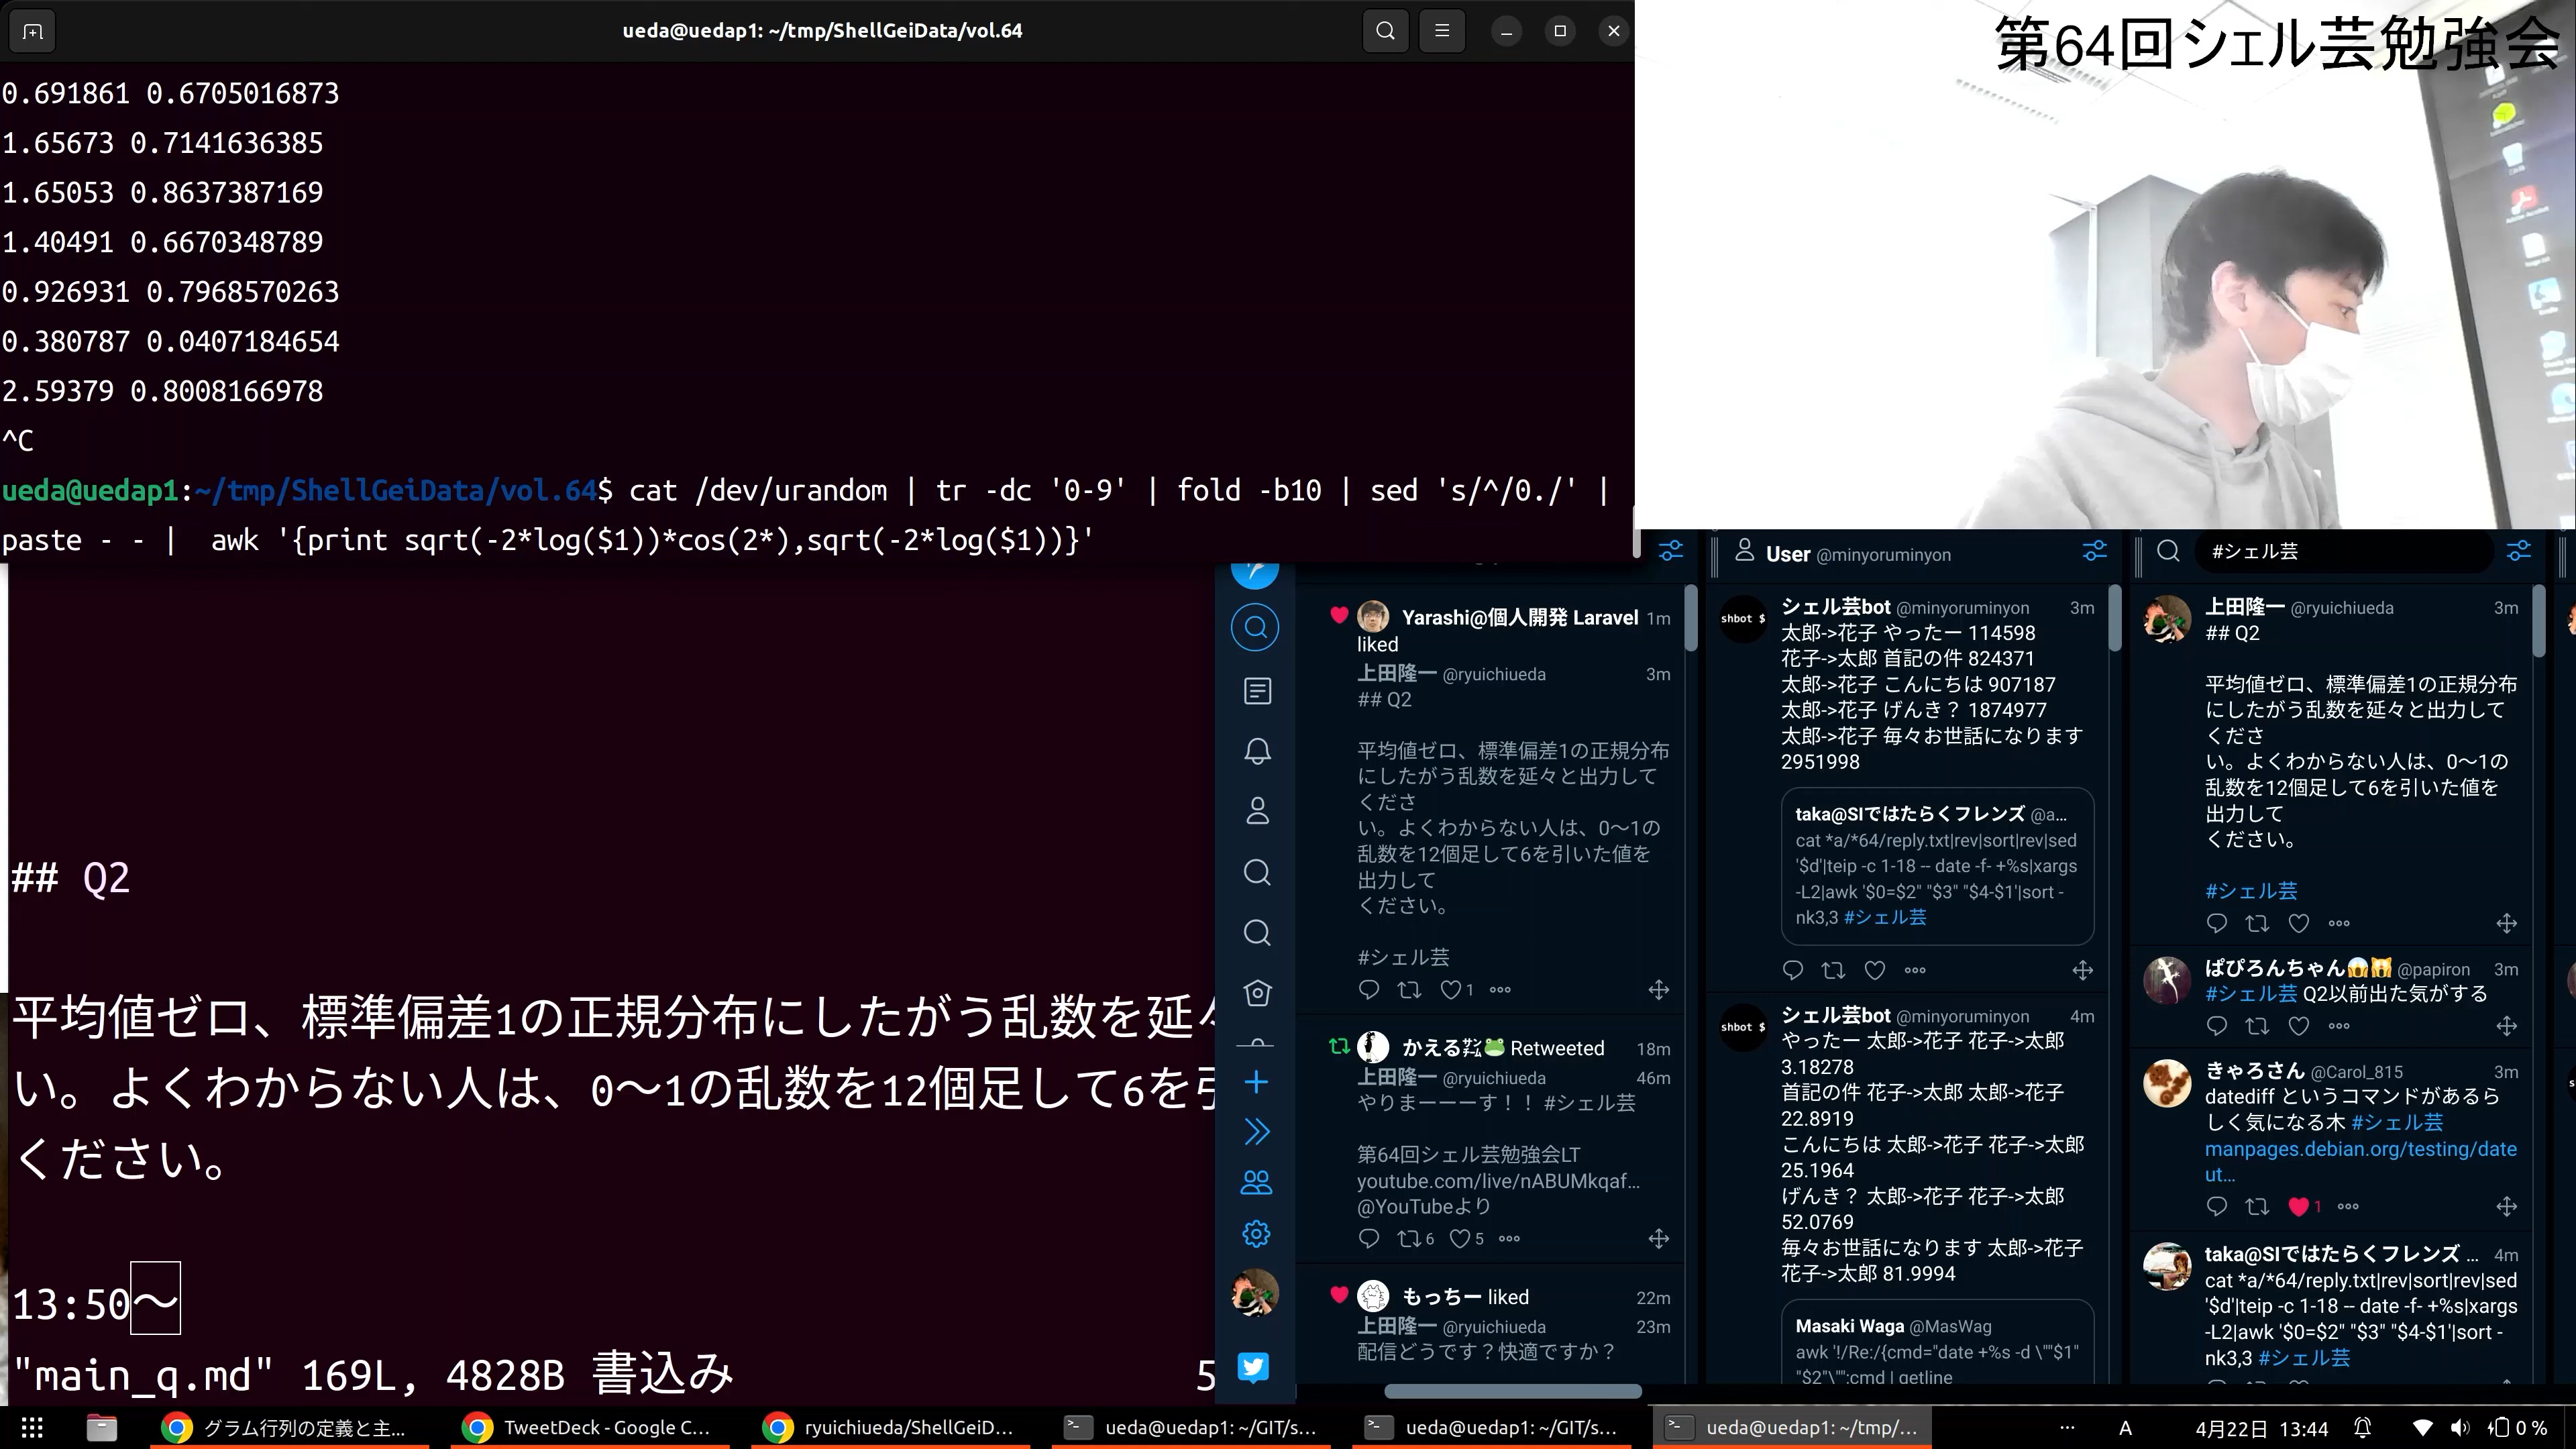 ueda@uedap1: ~/tmp/ShellGeiData/vol.64
0.691861 0.6705016873
1.65673 0.7141636385
1.65053 0.8637387169
1.40491 0.6670348789
0.926931 0.7968570263
0.380787 0.0407184654
2.59379 0.8008166978
^C
ueda@uedap1:~/tmp/ShellGeiData/vol.64$ cat /dev/urandom | tr -dc '0-9' | fold -b10 | sed 's/^/0./' |
paste - - |  awk '{print sqrt(-2*log($1))*cos(2*),sqrt(-2*log($1))}'
第64回シェル芸勉強会
## Q2
平均値ゼロ、標準偏差1の正規分布にしたがう乱数を延々
い。よくわからない人は、0〜1の乱数を12個足して6を引
ください。
13:50〜
"main_q.md" 169L, 4828B 書込み
5
Yarashi@個人開発 Laravel 1m
liked
上田隆一 @ryuichiueda 3m
## Q2
平均値ゼロ、標準偏差1の正規分布
にしたがう乱数を延々と出力して
くださ
い。よくわからない人は、0〜1の
乱数を12個足して6を引いた値を
出力して
ください。
#シェル芸
1
かえるサンチャム🐸 Retweeted 18m
上田隆一 @ryuichiueda 46m
やりまーーーす！！ #シェル芸
第64回シェル芸勉強会LT
youtube.com/live/nABUMkqaf...
@YouTubeより
6 5
もっちー liked 22m
上田隆一 @ryuichiueda 23m
配信どうです？快適ですか？
User @minyoruminyon
シェル芸bot @minyoruminyon 3m
shbot $
太郎->花子 やったー 114598
花子->太郎 首記の件 824371
太郎->花子 こんにちは 907187
太郎->花子 げんき？ 1874977
太郎->花子 毎々お世話になります
2951998
taka@SIではたらくフレンズ @a...
cat *a/*64/reply.txt|rev|sort|rev|sed
'$d'|teip -c 1-18 -- date -f- +%s|xargs
-L2|awk '$0=$2" "$3" "$4-$1'|sort -
nk3,3 #シェル芸
シェル芸bot @minyoruminyon 4m
shbot $
やったー 太郎->花子 花子->太郎
3.18278
首記の件 花子->太郎 太郎->花子
22.8919
こんにちは 太郎->花子 花子->太郎
25.1964
げんき？ 太郎->花子 花子->太郎
52.0769
毎々お世話になります 太郎->花子
花子->太郎 81.9994
Masaki Waga @MasWag
awk '!/Re:/{cmd="date +%s -d \""$1"
"$2"\"";cmd | getline
#シェル芸
上田隆一 @ryuichiueda 3m
## Q2
平均値ゼロ、標準偏差1の正規分布
にしたがう乱数を延々と出力して
くださ
い。よくわからない人は、0〜1の
乱数を12個足して6を引いた値を
出力して
ください。
#シェル芸
ぱぴろんちゃん😱🙀 @papiron 3m
#シェル芸 Q2以前出た気がする
きゃろさん @Carol_815 3m
datediff というコマンドがあるら
しく気になる木 #シェル芸
manpages.debian.org/testing/date
ut...
1
taka@SIではたらくフレンズ ... 4m
cat *a/*64/reply.txt|rev|sort|rev|sed
'$d'|teip -c 1-18 -- date -f- +%s|xargs
-L2|awk '$0=$2" "$3" "$4-$1'|sort -
nk3,3 #シェル芸
グラム行列の定義と主...
TweetDeck - Google C...
ryuichiueda/ShellGeiD...
ueda@uedap1: ~/GIT/s...
ueda@uedap1: ~/GIT/s...
ueda@uedap1: ~/tmp/...
A
4月22日 13:44
0 %